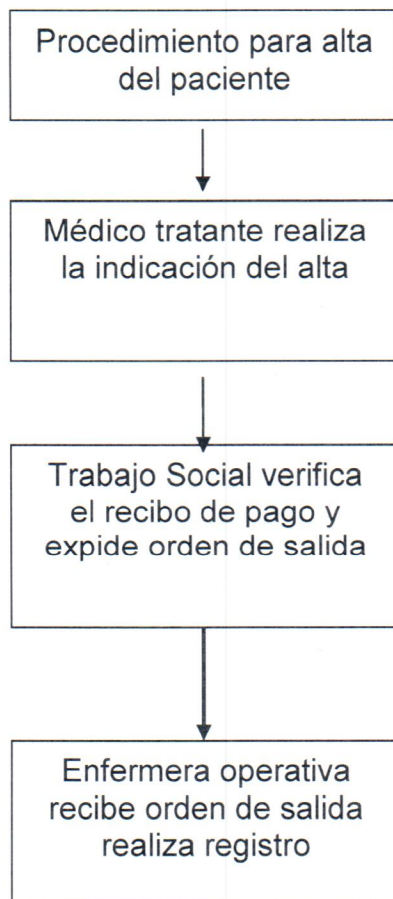 Procedimiento para alta
del paciente
Médico tratante realiza
la indicación del alta
Trabajo Social verifica
el recibo de pago y
expide orden de salida
Enfermera operativa
recibe orden de salida
realiza registro